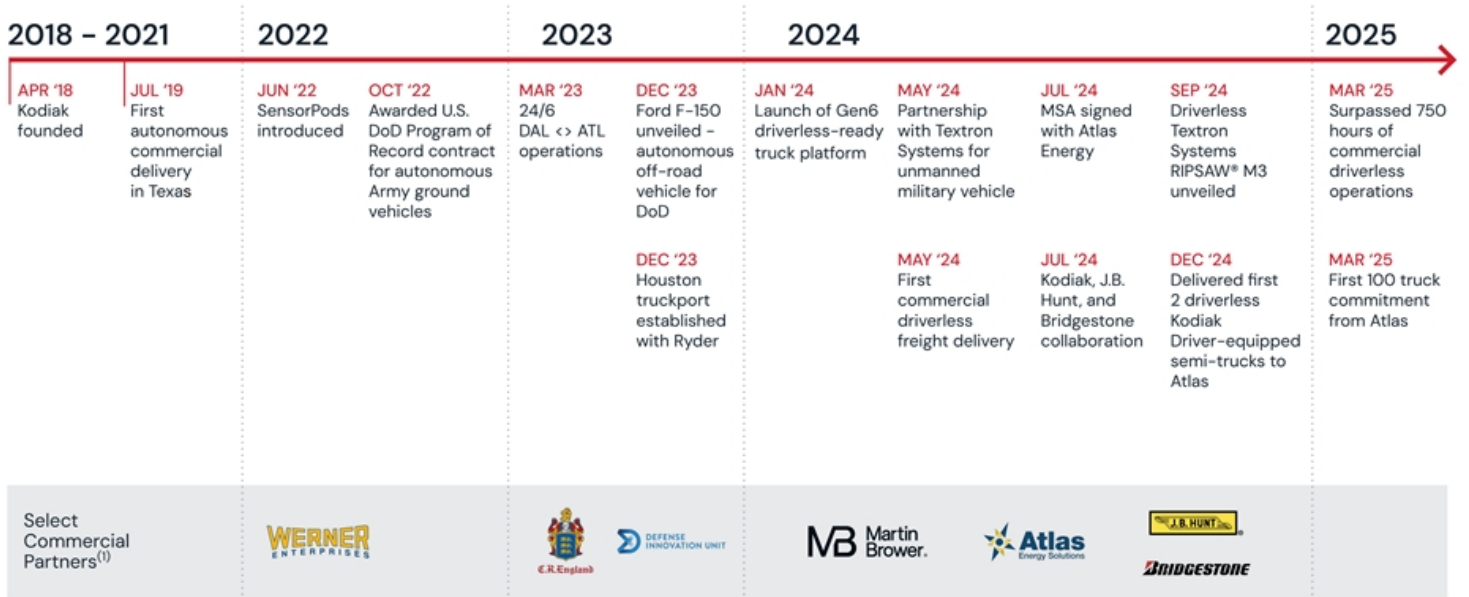 2018 – 2021
2022
2023
2024
2025
APR ‘18
Kodiak
founded
JUL ‘19
First
autonomous
commercial
delivery
in Texas
JUN ‘22
SensorPods
introduced
OCT ‘22
Awarded U.S.
DoD Program of
Record contract
for autonomous
Army ground
vehicles
MAR ‘23
24/6
DAL <> ATL
operations
DEC ‘23
Ford F-150
unveiled -
autonomous
off-road
vehicle for
DoD
DEC ‘23
Houston
truckport
established
with Ryder
JAN ‘24
Launch of Gen6
driverless-ready
truck platform
MAY ‘24
Partnership
with Textron
Systems for
unmanned
military vehicle
MAY ‘24
First
commercial
driverless
freight delivery
JUL ‘24
MSA signed
with Atlas
Energy
JUL ‘24
Kodiak, J.B.
Hunt, and
Bridgestone
collaboration
SEP ‘24
Driverless
Textron
Systems
RIPSAW® M3
unveiled
DEC ‘24
Delivered first
2 driverless
Kodiak
Driver-equipped
semi-trucks to
Atlas
MAR ‘25
Surpassed 750
hours of
commercial
driverless
operations
MAR ‘25
First 100 truck
commitment
from Atlas
Select
Commercial
Partners(1)
WERNER
ENTERPRISES
C.R.England
DEFENSE
INNOVATION UNIT
MB
Martin
Brower.
Atlas
Energy Solutions
J.B. HUNT
BRIDGESTONE